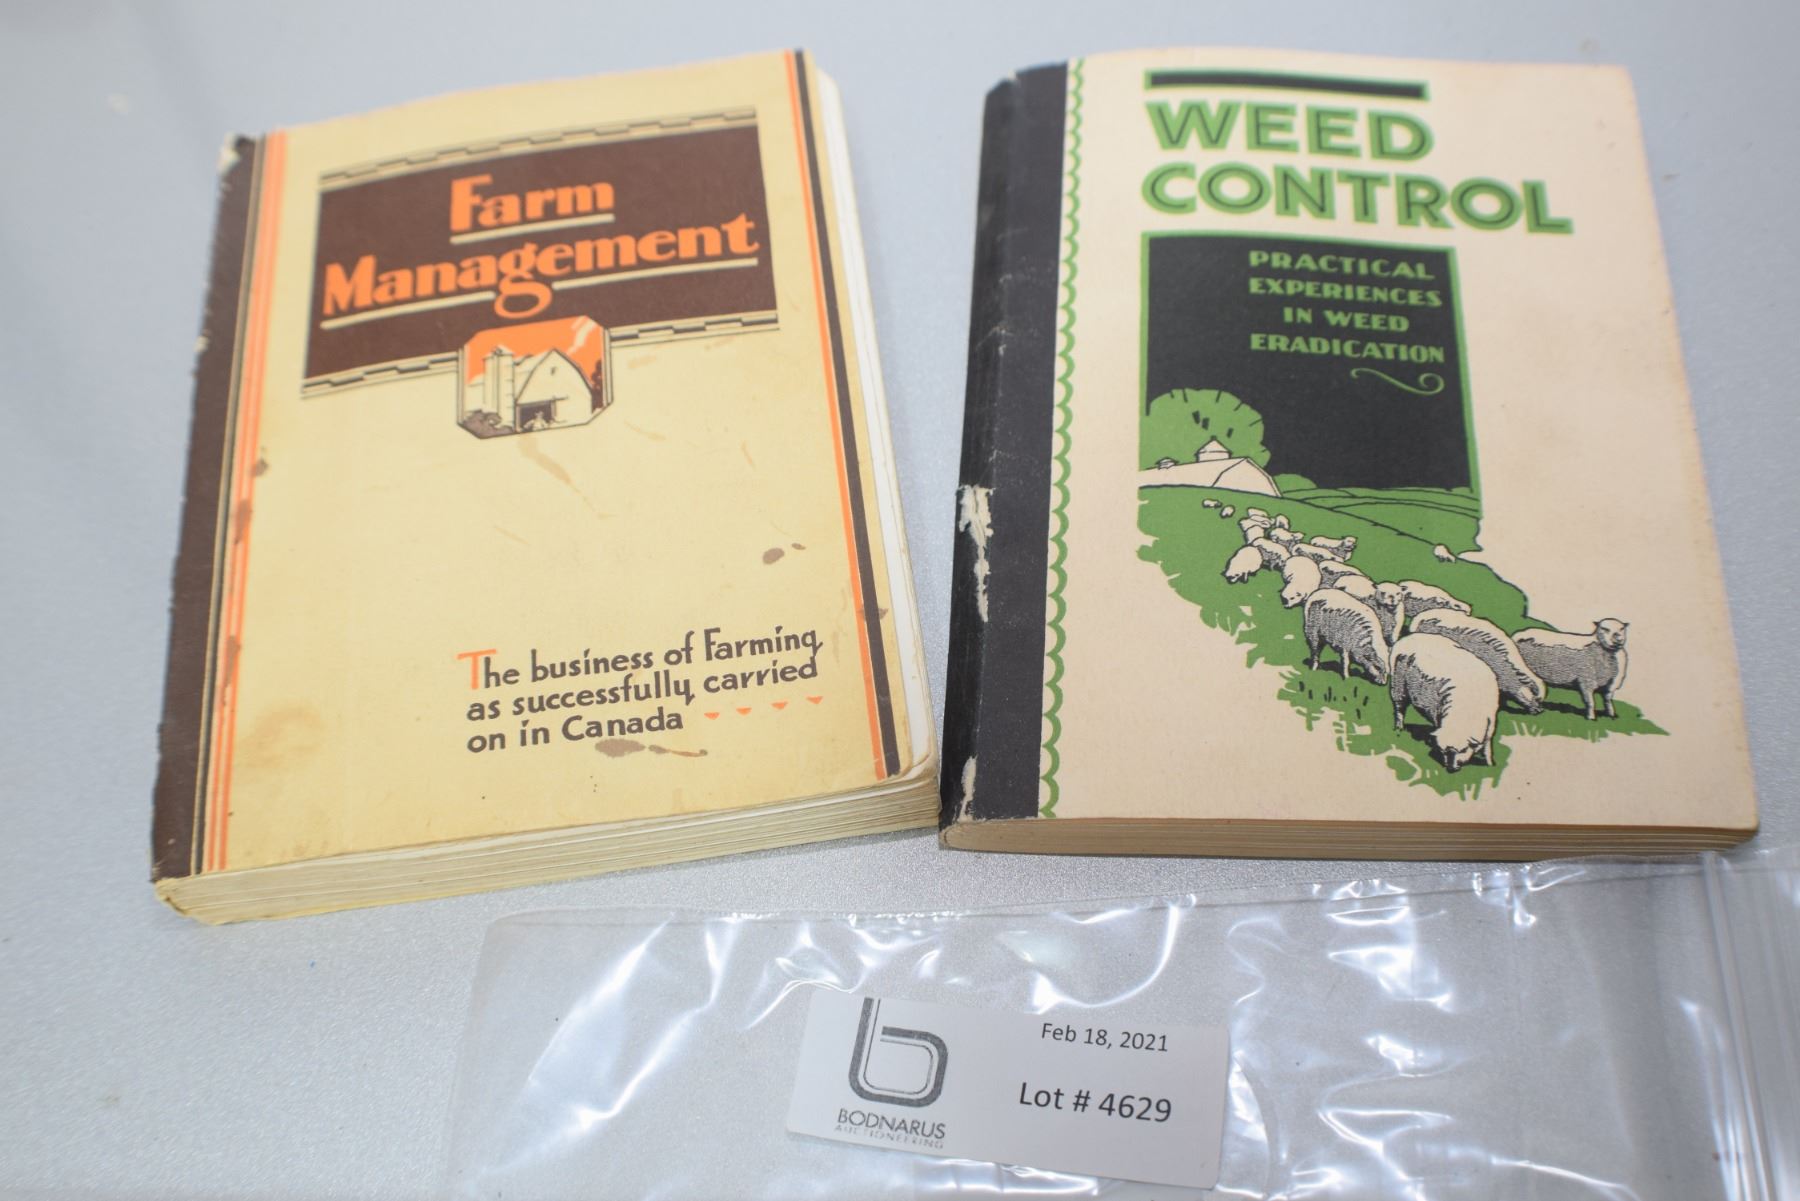 Farm
Management
The business of Farming
as successfully carried
on in Canada
WEED
CONTROL
PRACTICAL
EXPERIENCES
IN WEED
ERADICATION
Feb 18, 2021
Lot # 4629
BODNARUS
AUCTIONEERING